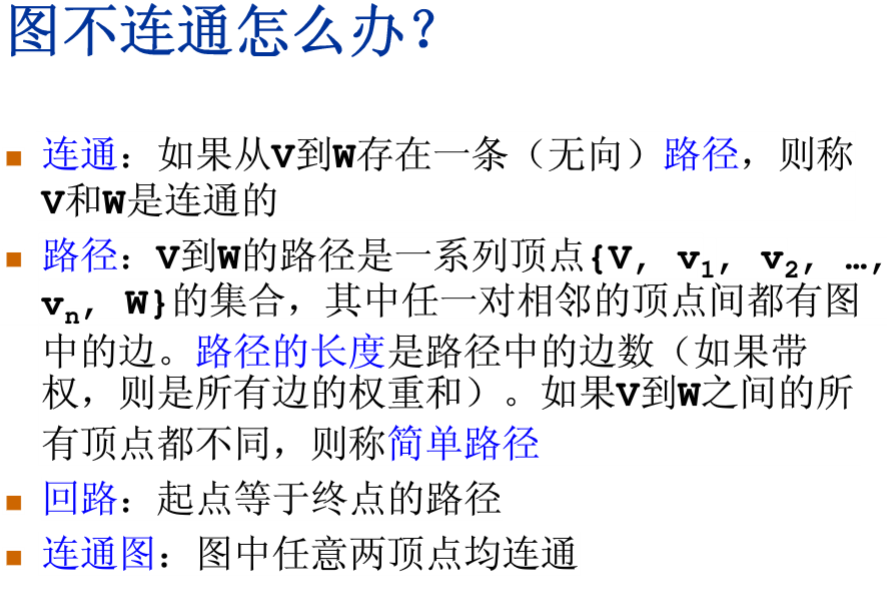 图不连通怎么办？
连通：如果从V到W存在一条（无向）路径，则称
V和W是连通的
路径：V到W的路径是一系列顶点{V, v₁, v₂, …,
vₙ, W}的集合，其中任一对相邻的顶点间都有图
中的边。路径的长度是路径中的边数（如果带
权，则是所有边的权重和）。如果V到W之间的所
有顶点都不同，则称简单路径
回路：起点等于终点的路径
连通图：图中任意两顶点均连通